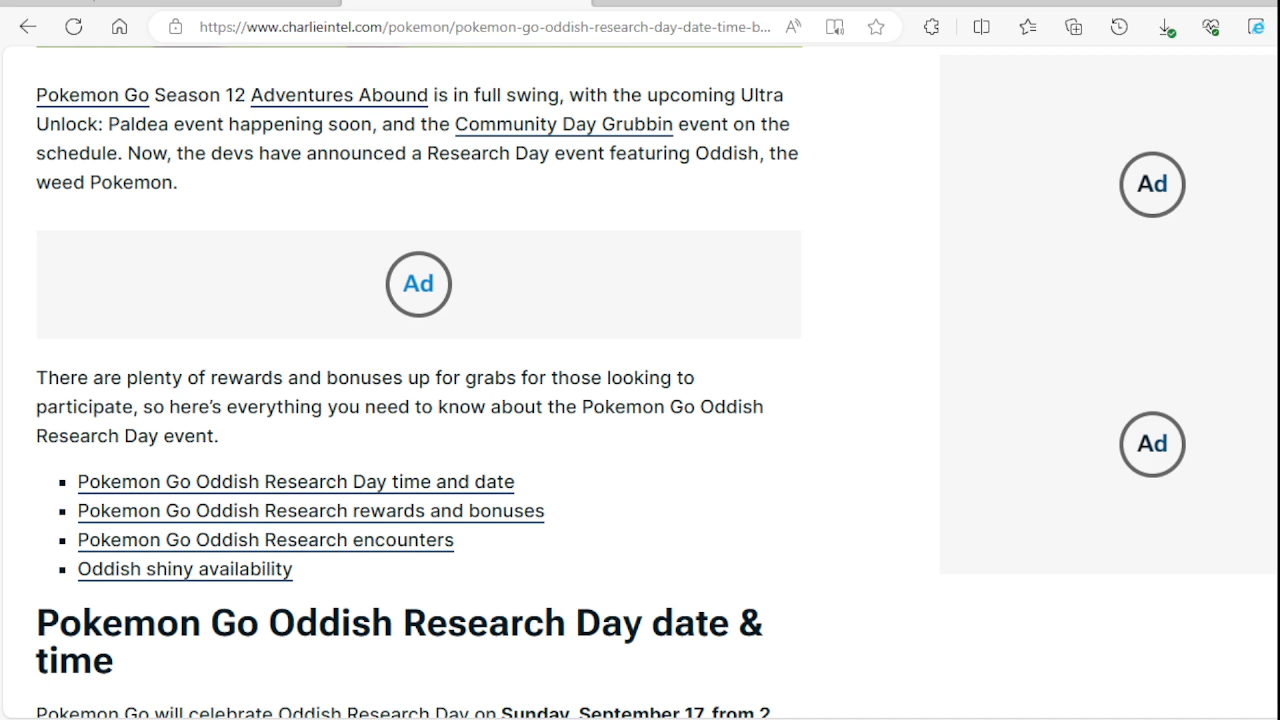 https://www.charlieintel.com/pokemon/pokemon-go-oddish-research-day-date-time-b...
Pokemon Go Season 12 Adventures Abound is in full swing, with the upcoming Ultra
Unlock: Paldea event happening soon, and the Community Day Grubbin event on the
schedule. Now, the devs have announced a Research Day event featuring Oddish, the
weed Pokemon.
Ad
Ad
There are plenty of rewards and bonuses up for grabs for those looking to
participate, so here’s everything you need to know about the Pokemon Go Oddish
Research Day event.
Ad
Pokemon Go Oddish Research Day time and date
Pokemon Go Oddish Research rewards and bonuses
Pokemon Go Oddish Research encounters
Oddish shiny availability
Pokemon Go Oddish Research Day date &
time
Pokemon Go will celebrate Oddish Research Day on Sunday, September 17, from 2